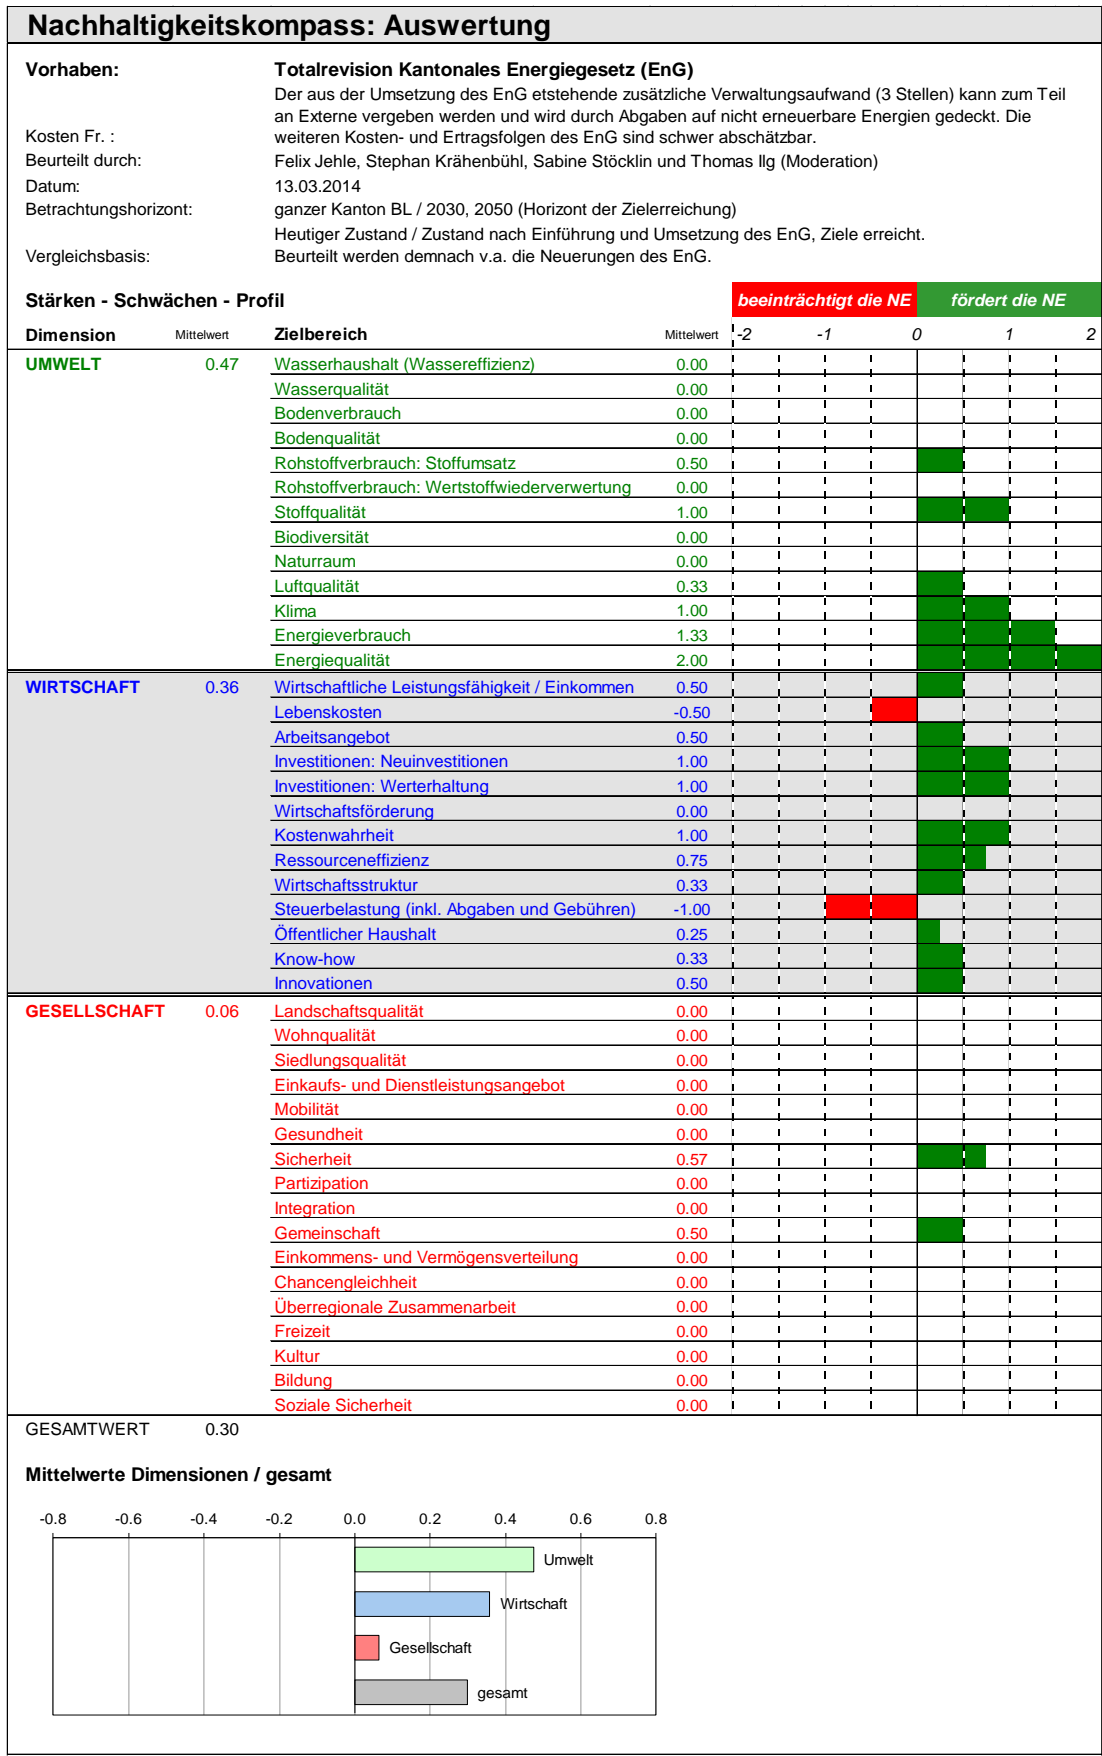 Nachhaltigkeitskompass: Auswertung
Vorhaben: Totalrevision Kantonales Energiegesetz (EnG)
Der aus der Umsetzung des EnG etstehende zusätzliche Verwaltungsaufwand (3 Stellen) kann zum Teil
an Externe vergeben werden und wird durch Abgaben auf nicht erneuerbare Energien gedeckt. Die
Kosten Fr. : weiteren Kosten- und Ertragsfolgen des EnG sind schwer abschätzbar.
Beurteilt durch: Felix Jehle, Stephan Krähenbühl, Sabine Stöcklin und Thomas Ilg (Moderation)
Datum: 13.03.2014
Betrachtungshorizont: ganzer Kanton BL / 2030, 2050 (Horizont der Zielerreichung)
Heutiger Zustand / Zustand nach Einführung und Umsetzung des EnG, Ziele erreicht.
Vergleichsbasis: Beurteilt werden demnach v.a. die Neuerungen des EnG.
Stärken - Schwächen - Profil beeinträchtigt die NE fördert die NE
Dimension Mittelwert Zielbereich Mittelwert -2 -1 0 1 2
UMWELT 0.47 Wasserhaushalt (Wassereffizienz) 0.00
Wasserqualität 0.00
Bodenverbrauch 0.00
Bodenqualität 0.00
Rohstoffverbrauch: Stoffumsatz 0.50
Rohstoffverbrauch: Wertstoffwiederverwertung 0.00
Stoffqualität 1.00
Biodiversität 0.00
Naturraum 0.00
Luftqualität 0.33
Klima 1.00
Energieverbrauch 1.33
Energiequalität 2.00
WIRTSCHAFT 0.36 Wirtschaftliche Leistungsfähigkeit / Einkommen 0.50
Lebenskosten -0.50
Arbeitsangebot 0.50
Investitionen: Neuinvestitionen 1.00
Investitionen: Werterhaltung 1.00
Wirtschaftsförderung 0.00
Kostenwahrheit 1.00
Ressourceneffizienz 0.75
Wirtschaftsstruktur 0.33
Steuerbelastung (inkl. Abgaben und Gebühren) -1.00
Öffentlicher Haushalt 0.25
Know-how 0.33
Innovationen 0.50
GESELLSCHAFT 0.06 Landschaftsqualität 0.00
Wohnqualität 0.00
Siedlungsqualität 0.00
Einkaufs- und Dienstleistungsangebot 0.00
Mobilität 0.00
Gesundheit 0.00
Sicherheit 0.57
Partizipation 0.00
Integration 0.00
Gemeinschaft 0.50
Einkommens- und Vermögensverteilung 0.00
Chancengleichheit 0.00
Überregionale Zusammenarbeit 0.00
Freizeit 0.00
Kultur 0.00
Bildung 0.00
Soziale Sicherheit 0.00
GESAMTWERT 0.30
Mittelwerte Dimensionen / gesamt
-0.8 -0.6 -0.4 -0.2 0.0 0.2 0.4 0.6 0.8
Umwelt
Wirtschaft
Gesellschaft
gesamt